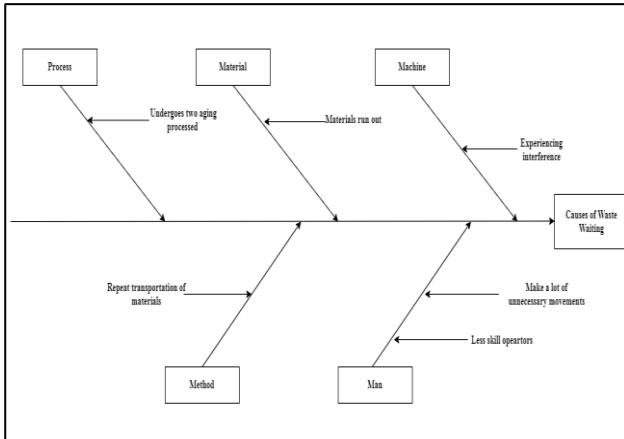 Process
Material
Machine
Undergoes two aging
processed
Materials run out
Experiencing
interference
Causes of Waste
Waiting
Repeat transportation of
materials
Make a lot of
unnecessary movements
Less skill opeartors
Method
Man